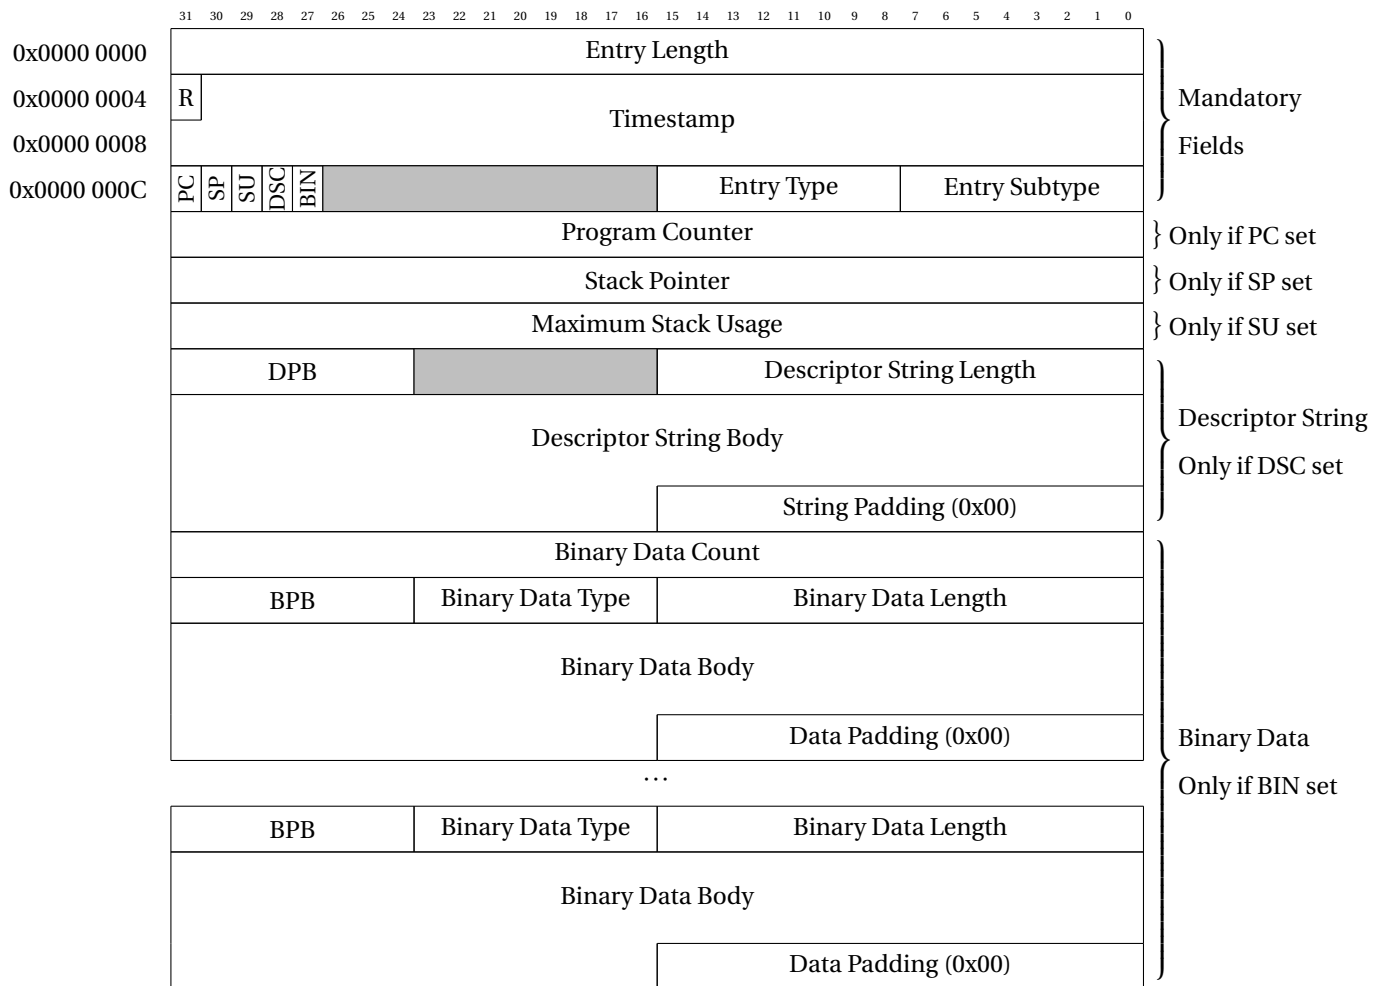 31 30 29 28 27 26 25 24 23 22 21 20 19 18 17 16 15 14 13 12 11 10 9 8 7 6 5 4 3 2 1 0
0x0000 0000 Entry Length
0x0000 0004 R
Timestamp
Mandatory
0x0000 0008
Fields
0x0000 000C PC SP SU DSC BIN Entry Type Entry Subtype
Program Counter } Only if PC set
Stack Pointer } Only if SP set
Maximum Stack Usage } Only if SU set
DPB Descriptor String Length
Descriptor String Body
Descriptor String
Only if DSC set
String Padding (0x00)
Binary Data Count
BPB Binary Data Type Binary Data Length
Binary Data Body
Data Padding (0x00)
Binary Data
...
Only if BIN set
BPB Binary Data Type Binary Data Length
Binary Data Body
Data Padding (0x00)